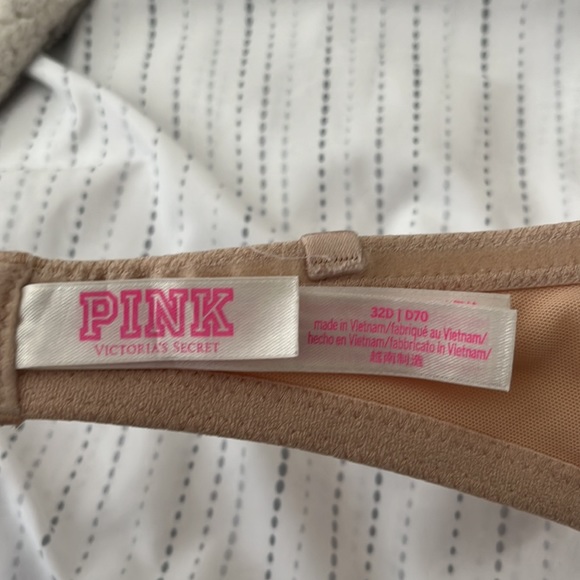 PINK
VICTORIA'S SECRET
32D | D70
made in Vietnam/fabriqué au Vietnam/
hecho en Vietnam/fabbricato in Vietnam/
越南制造